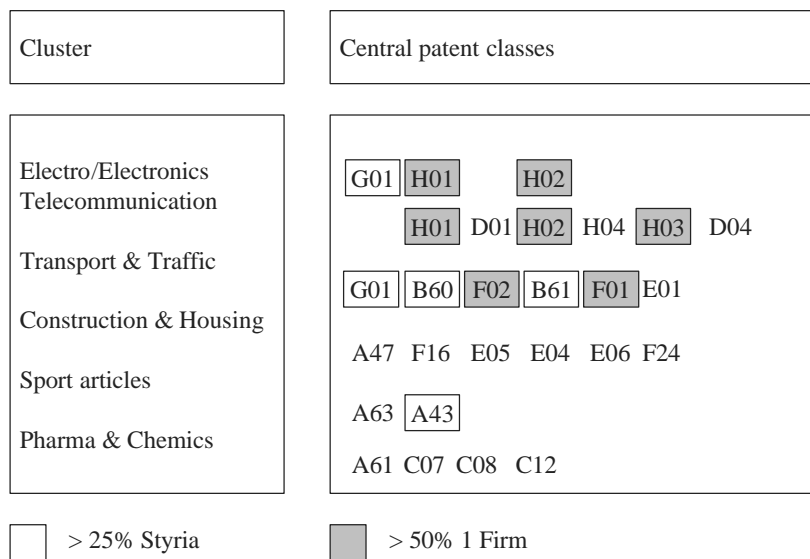 Cluster
Central patent classes
Electro/Electronics
Telecommunication
Transport & Traffic
Construction & Housing
Sport articles
Pharma & Chemics
G01 H01 H02
H01 D01 H02 H04 H03 D04
G01 B60 F02 B61 F01 E01
A47 F16 E05 E04 E06 F24
A63 A43
A61 C07 C08 C12
> 25% Styria
> 50% 1 Firm